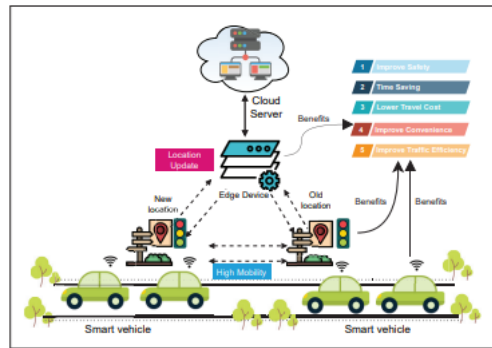 Cloud
Server
Benefits
1 Improve Safety
2 Time Saving
3 Lower Travel Cost
4 Improve Convenience
5 Improve Traffic Efficiency
Location
Update
New
location
Edge Device
Old
location
Benefits
Benefits
High Mobility
Smart vehicle
Smart vehicle